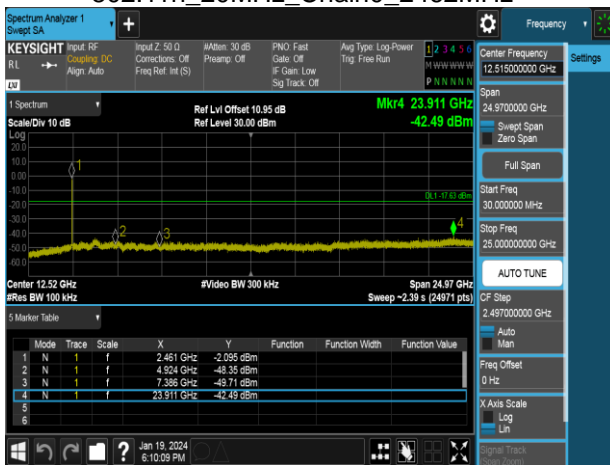 Spectrum Analyzer 1
Swept SA
Frequency
KEYSIGHT
Input: RF
Coupling: DC
Align: Auto
Input Z: 50 Ω
Corrections: Off
Freq Ref: Int (S)
#Atten: 30 dB
Preamp: Off
PNO: Fast
Gate: Off
IF Gain: Low
Sig Track: Off
Avg Type: Log-Power
Trig: Free Run
1 2 3 4 5 6
M W W W W W
P N N N N N
RL
LXI
Settings
Center Frequency
12.515000000 GHz
Span
24.9700000 GHz
Swept Span
Zero Span
Full Span
Start Freq
30.000000 MHz
Stop Freq
25.000000000 GHz
AUTO TUNE
CF Step
2.497000000 GHz
Auto
Man
Freq Offset
0 Hz
X Axis Scale
Log
Lin
Signal Track
(Span Zoom)
1 Spectrum
Scale/Div 10 dB
Ref Lvl Offset 10.95 dB
Ref Level 30.00 dBm
Mkr4 23.911 GHz
-42.49 dBm
Log
20.0
10.0
0.00
-10.0
-20.0
-30.0
-40.0
-50.0
-60.0
1
2
3
4
DL1 -17.63 dBm
Center 12.52 GHz
#Res BW 100 kHz
#Video BW 300 kHz
Span 24.97 GHz
Sweep ~2.39 s (24971 pts)
5 Marker Table
Mode Trace Scale X Y Function Function Width Function Value
1 N 1 f 2.461 GHz -2.095 dBm
2 N 1 f 4.924 GHz -48.35 dBm
3 N 1 f 7.386 GHz -49.71 dBm
4 N 1 f 23.911 GHz -42.49 dBm
5
6
?
Jan 19, 2024
6:10:09 PM